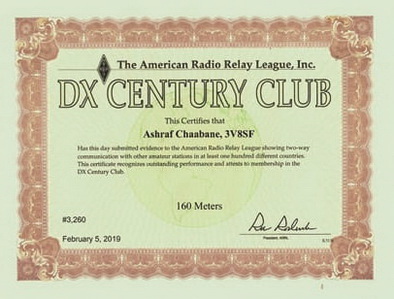 The American Radio Relay League, Inc.
DX CENTURY CLUB
This Certifies that
Ashraf Chaabane, 3V8SF
Has this day submitted evidence to the American Radio Relay League showing two-way
communication with other amateur stations in at least one hundred different countries.
This certificate recognizes outstanding performance and attests to membership in the
DX Century Club.
160 Meters
#3,260
February 5, 2019
President, ARRL